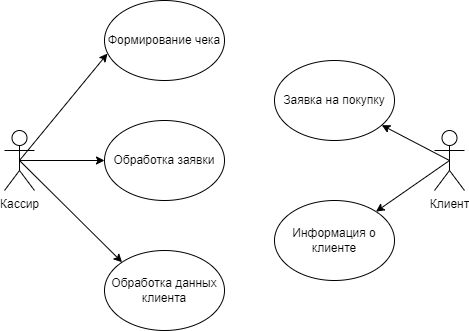 Формирование чека
Заявка на покупку
Обработка заявки
Кассир
Клиент
Информация о
клиенте
Обработка данных
клиента